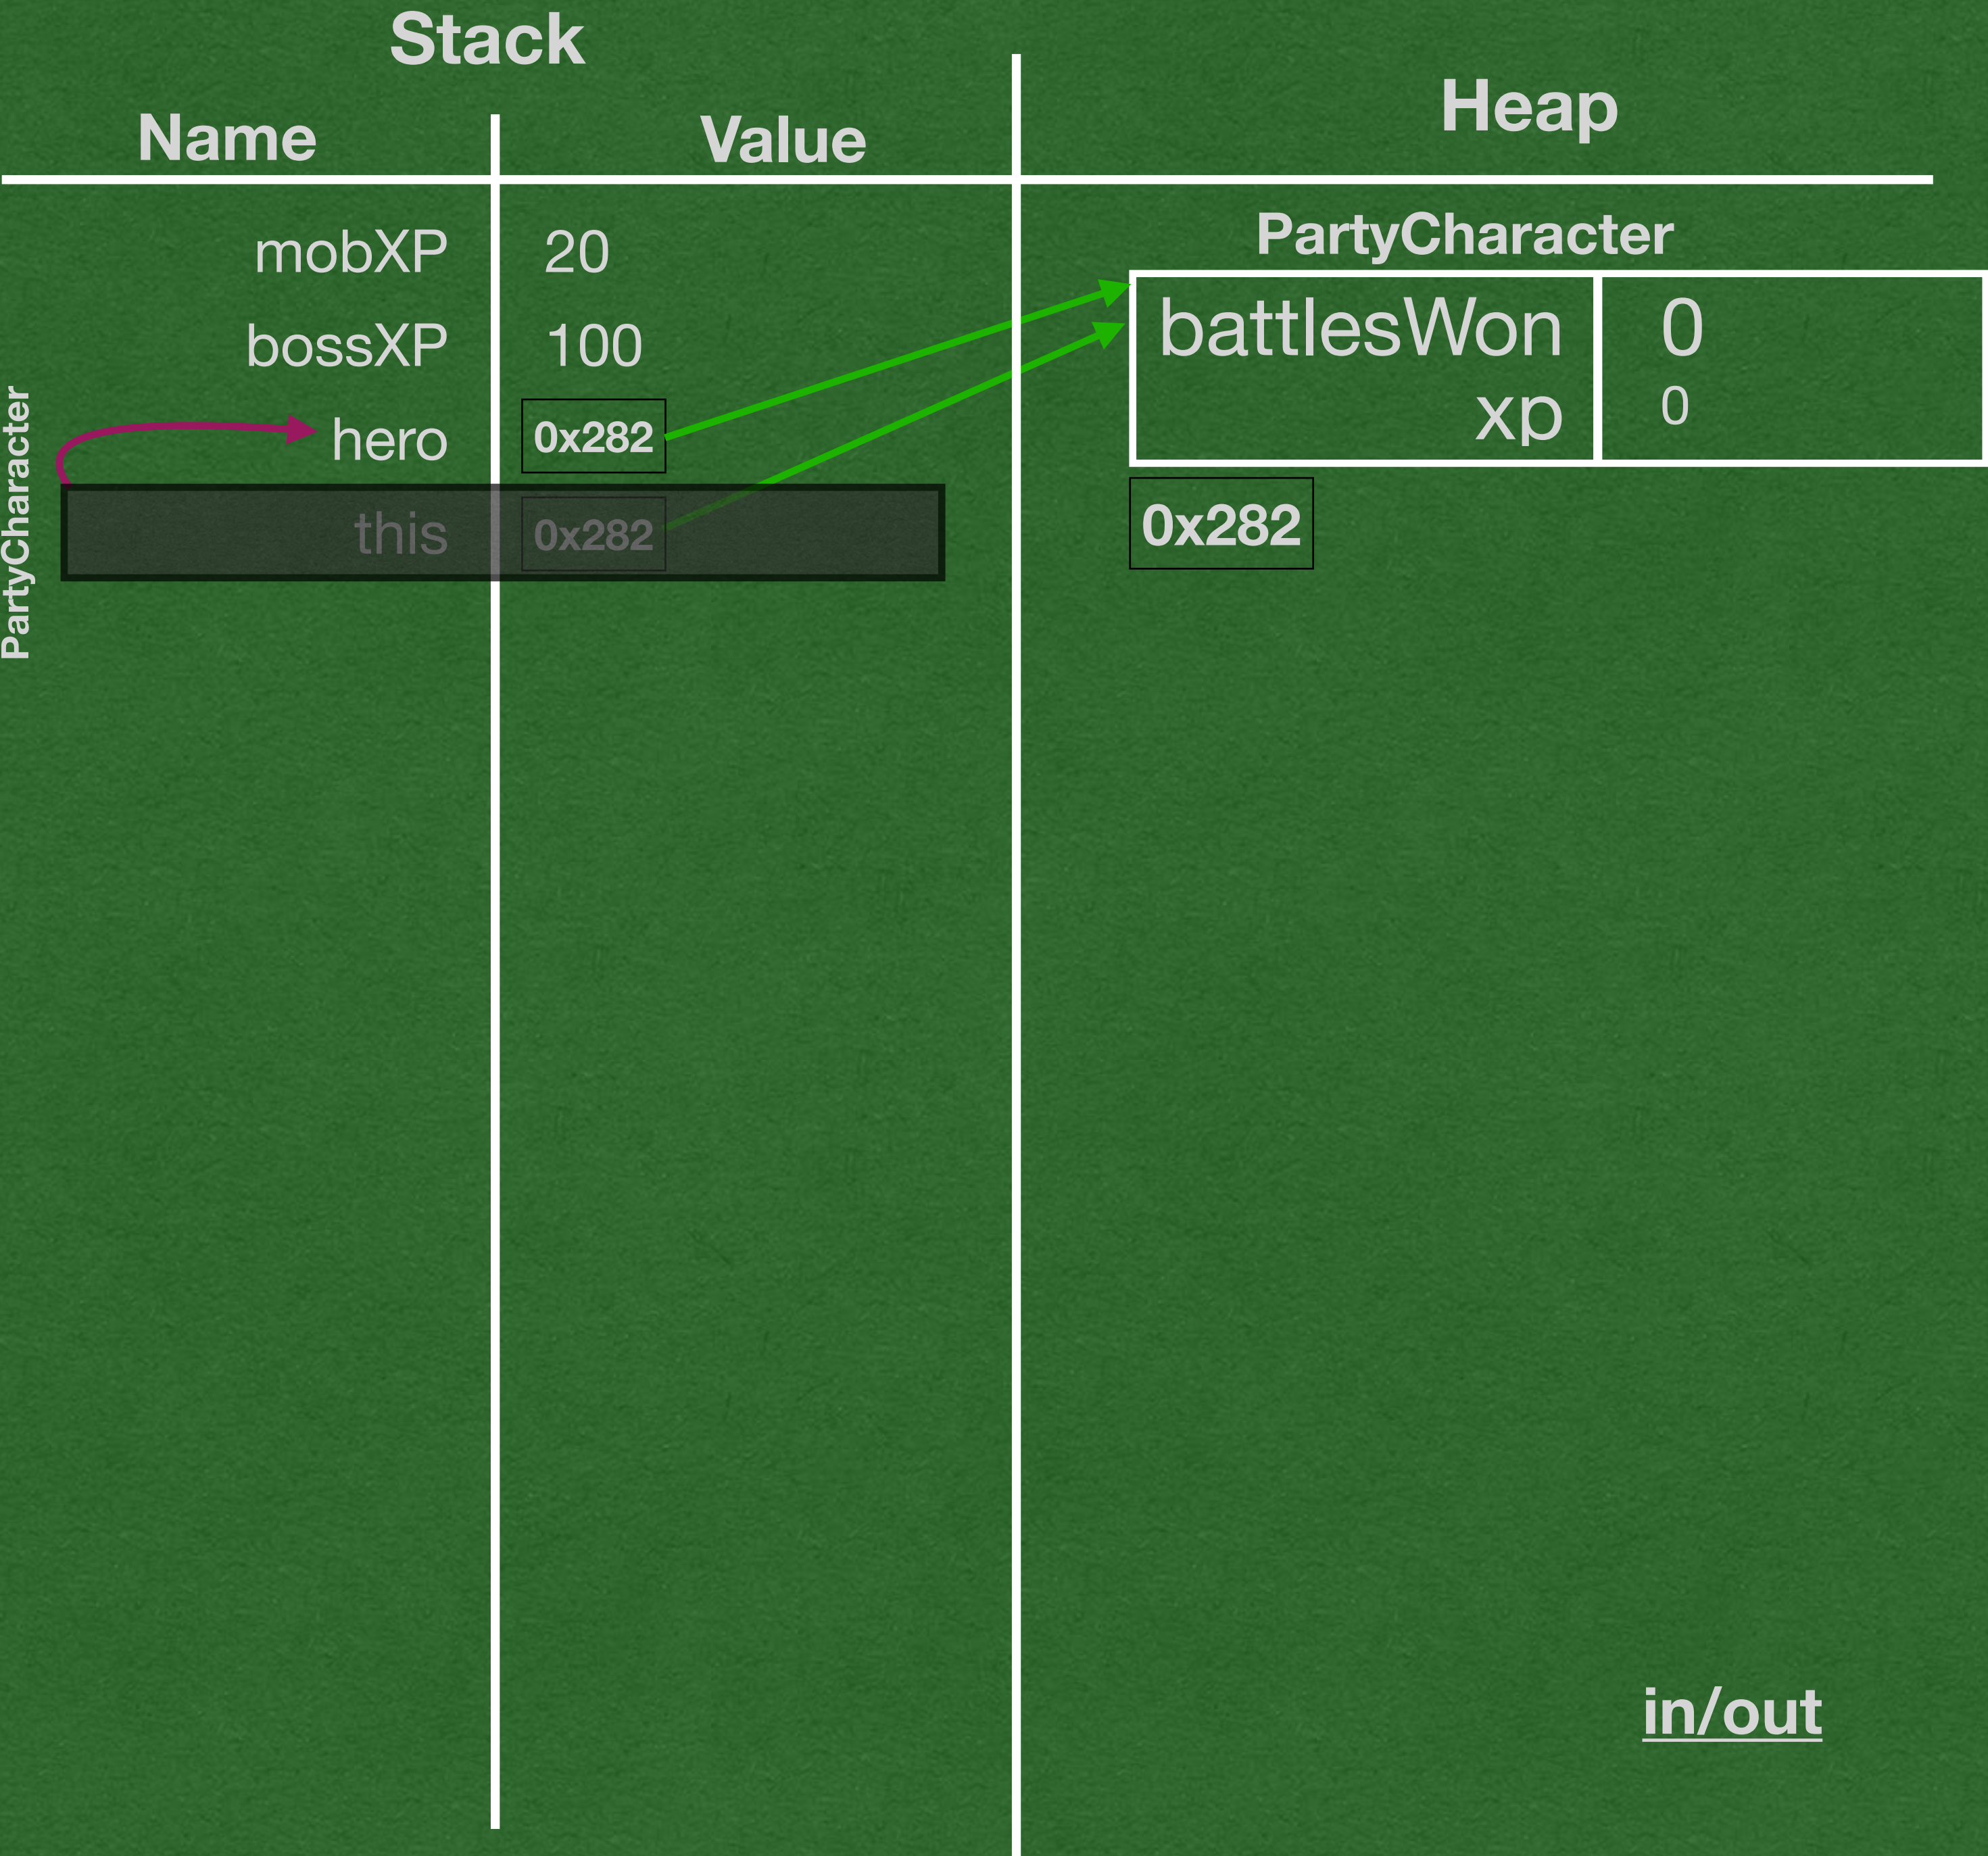 Stack
Heap
Name Value
PartyCharacter
mobXP 20
bossXP 100
hero 0x282
this 0x282
PartyCharacter
battlesWon 0
xp 0
0x282
in/out